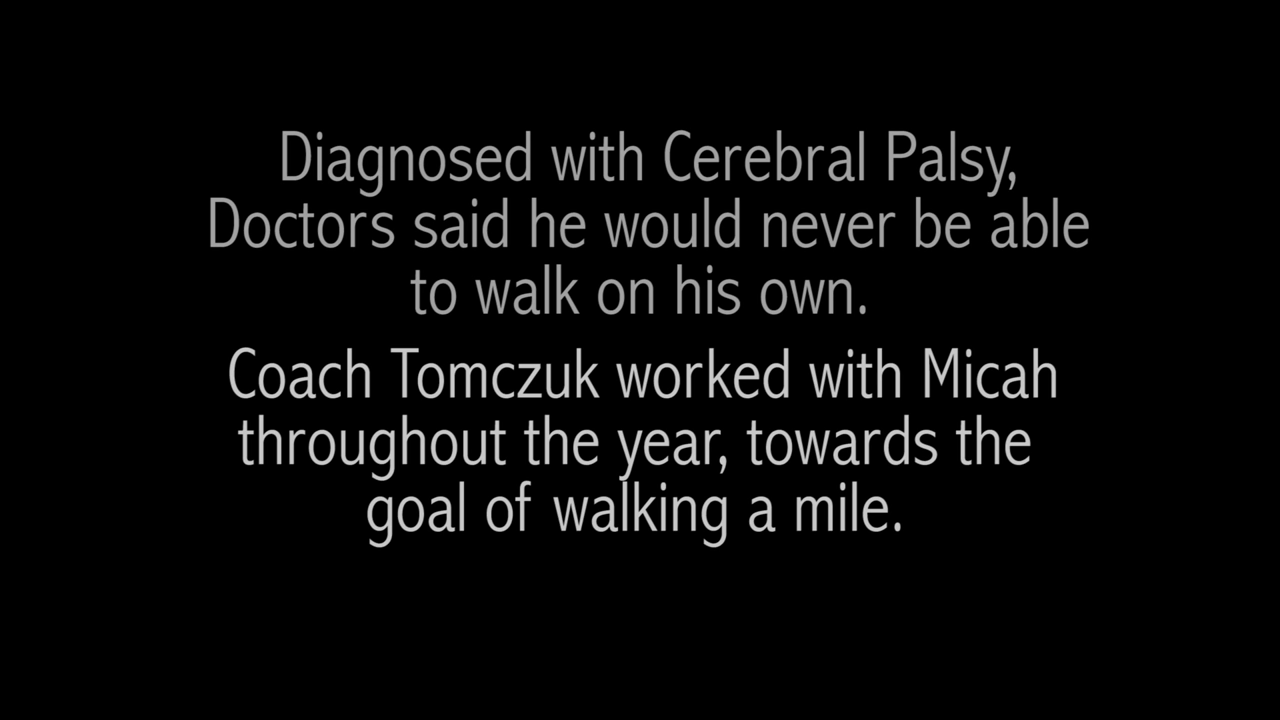 Diagnosed with Cerebral Palsy,
Doctors said he would never be able
to walk on his own.
Coach Tomczuk worked with Micah
throughout the year, towards the
goal of walking a mile.